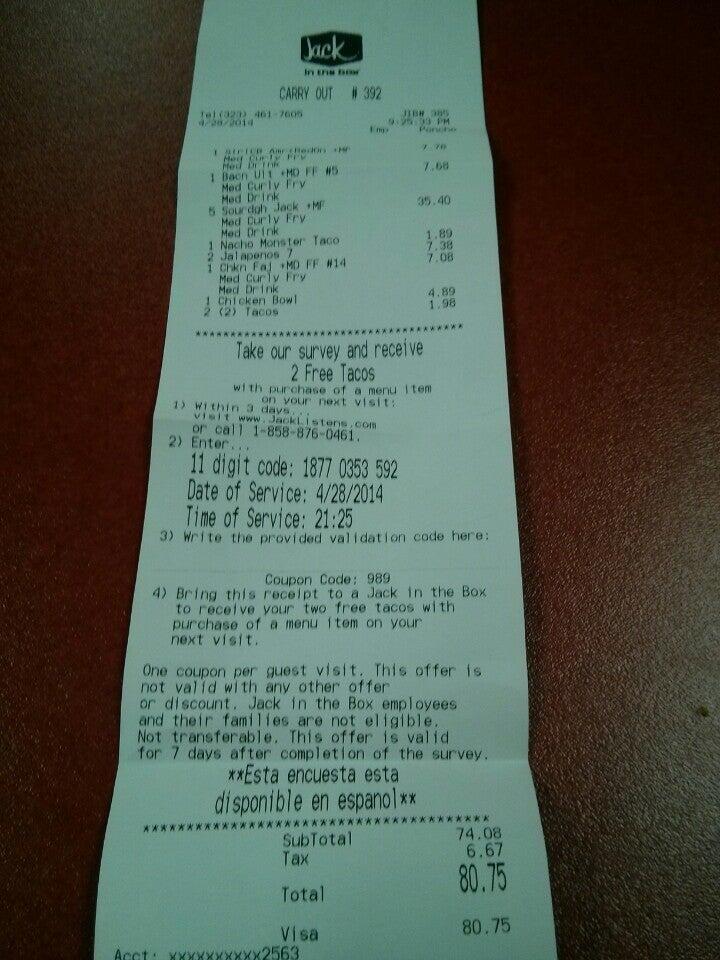 Jack
in the box
CARRY OUT # 392
Tel(323) 461-7605 JIB# 385
4/28/2014 9:25:33 PM
Emp Poncho
1 +MF 7.78
Med Curly Fry
Med Drink
1 Bacn Ult +MD FF #5 7.68
Med Curly Fry
Med Drink
5 Sourdgh Jack +MF 35.40
Med Curly Fry
Med Drink
1 Nacho Monster Taco 1.89
2 Jalapenos 7 7.38
1 Chkn Faj +MD FF #14 7.08
Med Curly Fry
Med Drink
1 Chicken Bowl 4.89
2 (2) Tacos 1.98
****************************************
Take our survey and receive
2 Free Tacos
with purchase of a menu item
on your next visit:
1) Within 3 days...
visit www.JackListens.com
or call 1-858-876-0461.
2) Enter...
11 digit code: 1877 0353 592
Date of Service: 4/28/2014
Time of Service: 21:25
3) Write the provided validation code here:
Coupon Code: 989
4) Bring this receipt to a Jack in the Box
to receive your two free tacos with
purchase of a menu item on your
next visit.
One coupon per guest visit. This offer is
not valid with any other offer
or discount. Jack in the Box employees
and their families are not eligible.
Not transferable. This offer is valid
for 7 days after completion of the survey.
**Esta encuesta esta
disponible en espanol**
****************************************
SubTotal 74.08
Tax 6.67
Total 80.75
Visa 80.75
Acct: xxxxxxxxxx2563